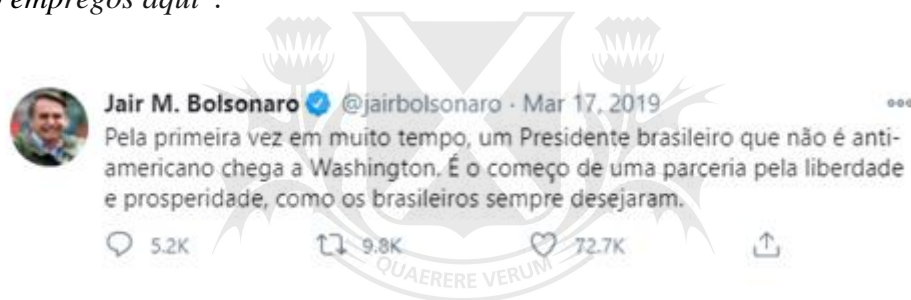 empregos aqui".
Jair M. Bolsonaro @jairbolsonaro · Mar 17, 2019
Pela primeira vez em muito tempo, um Presidente brasileiro que não é anti-
americano chega a Washington. É o começo de uma parceria pela liberdade
e prosperidade, como os brasileiros sempre desejaram.
5.2K 9.8K 72.7K
QUAERERE VERUM